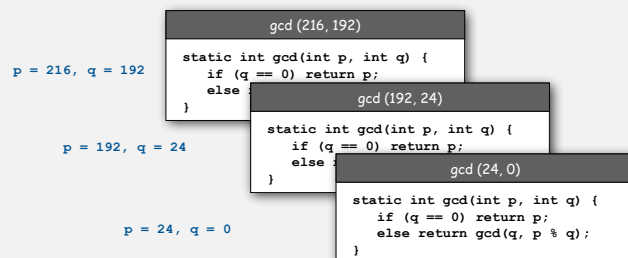 gcd (216, 192)
static int gcd(int p, int q) {
if (q == 0) return p;
else
}
p = 216, q = 192
gcd (192, 24)
static int gcd(int p, int q) {
if (q == 0) return p;
else
}
p = 192, q = 24
gcd (24, 0)
static int gcd(int p, int q) {
if (q == 0) return p;
else return gcd(q, p % q);
}
p = 24, q = 0